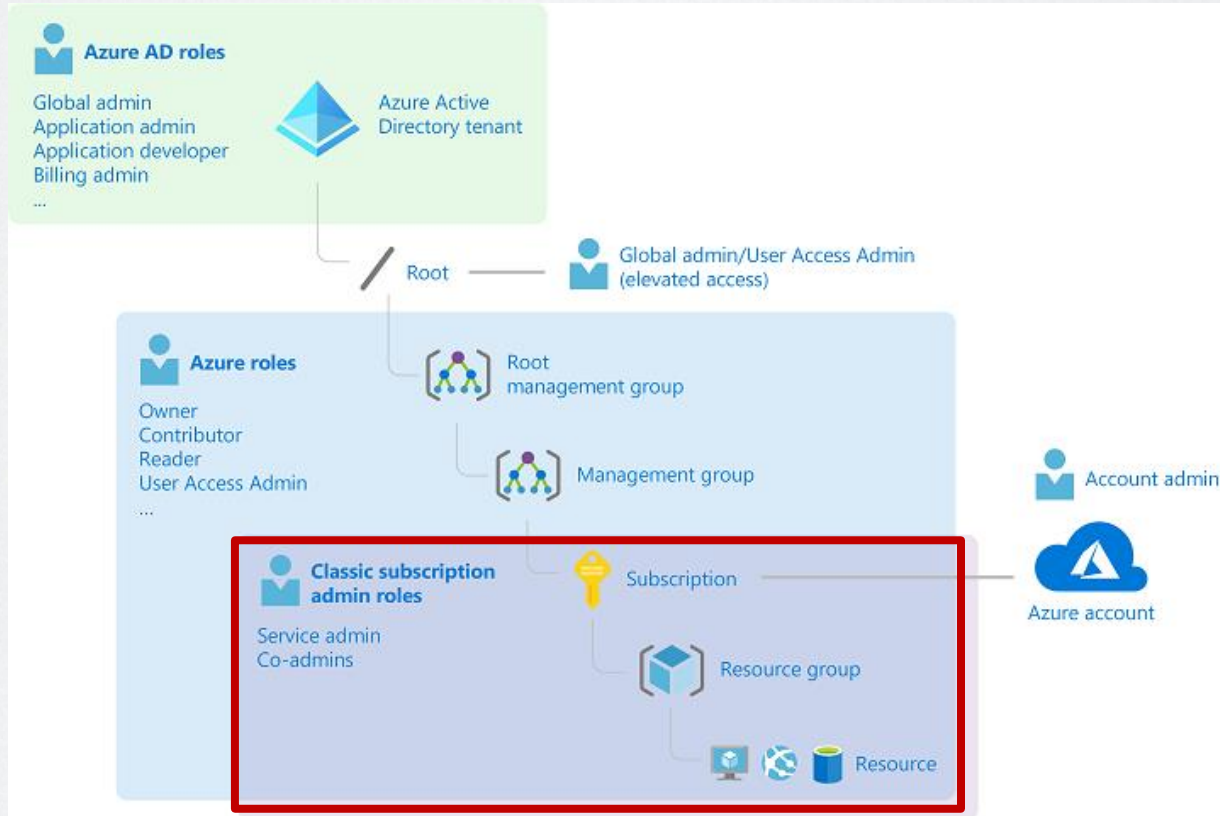 Azure AD roles
Global admin
Application admin
Application developer
Billing admin
...
Azure Active
Directory tenant
Root
Global admin/User Access Admin
(elevated access)
Azure roles
Owner
Contributor
Reader
User Access Admin
...
Root
management group
Management group
Account admin
Azure account
Classic subscription
admin roles
Service admin
Co-admins
Subscription
Resource group
Resource